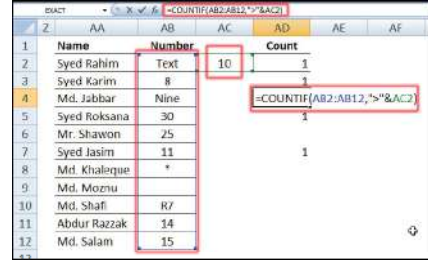 EXACT =COUNTIF(AB2:AB12,">"&AC2)
Z AA AB AC AD AE AF
1 Name Number Count
2 Syed Rahim Text 10 1
3 Syed Karim 8 1
4 Md. Jabbar Nine =COUNTIF(AB2:AB12,">"&AC2)
5 Syed Roksana 30 1
6 Mr. Shawon 25
7 Syed Jasim 11 1
8 Md. Khaleque *
9 Md. Moznu
10 Md. Shafi R7
11 Abdur Razzak 14
12 Md. Salam 15